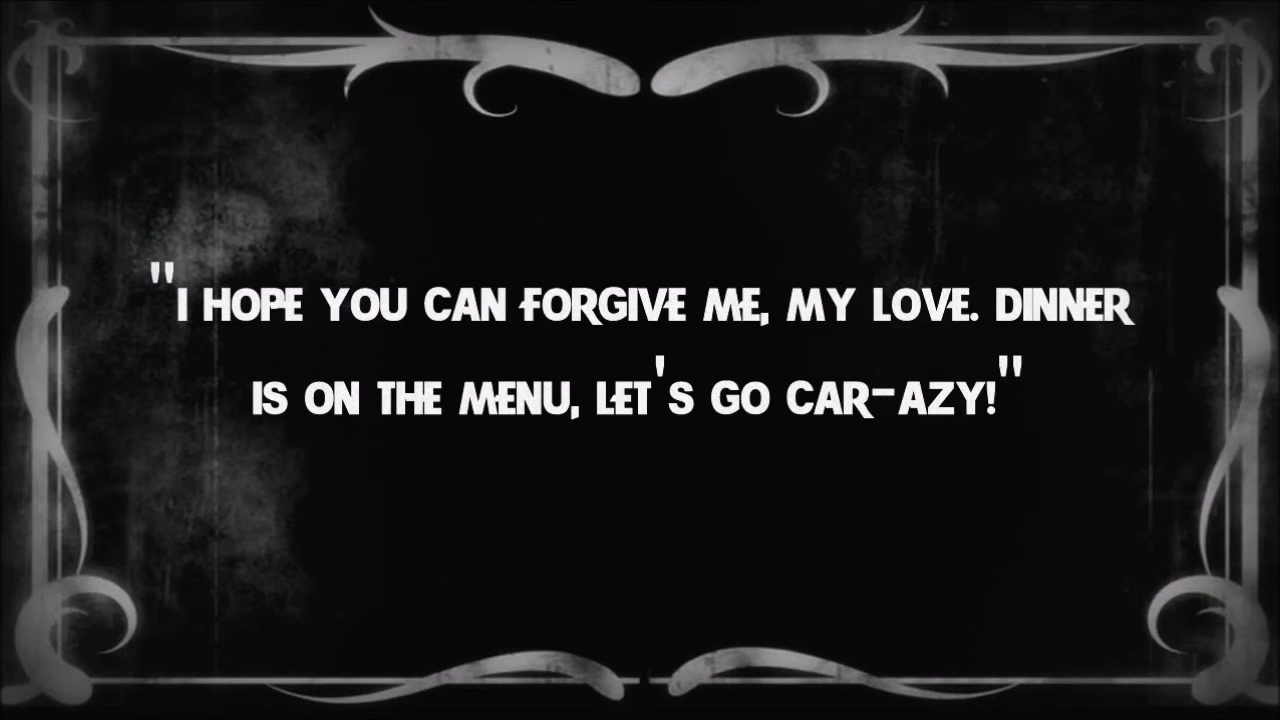 "I HOPE YOU CAN FORGIVE ME, MY LOVE. DINNER
IS ON THE MENU, LET'S GO CAR-AZY!"